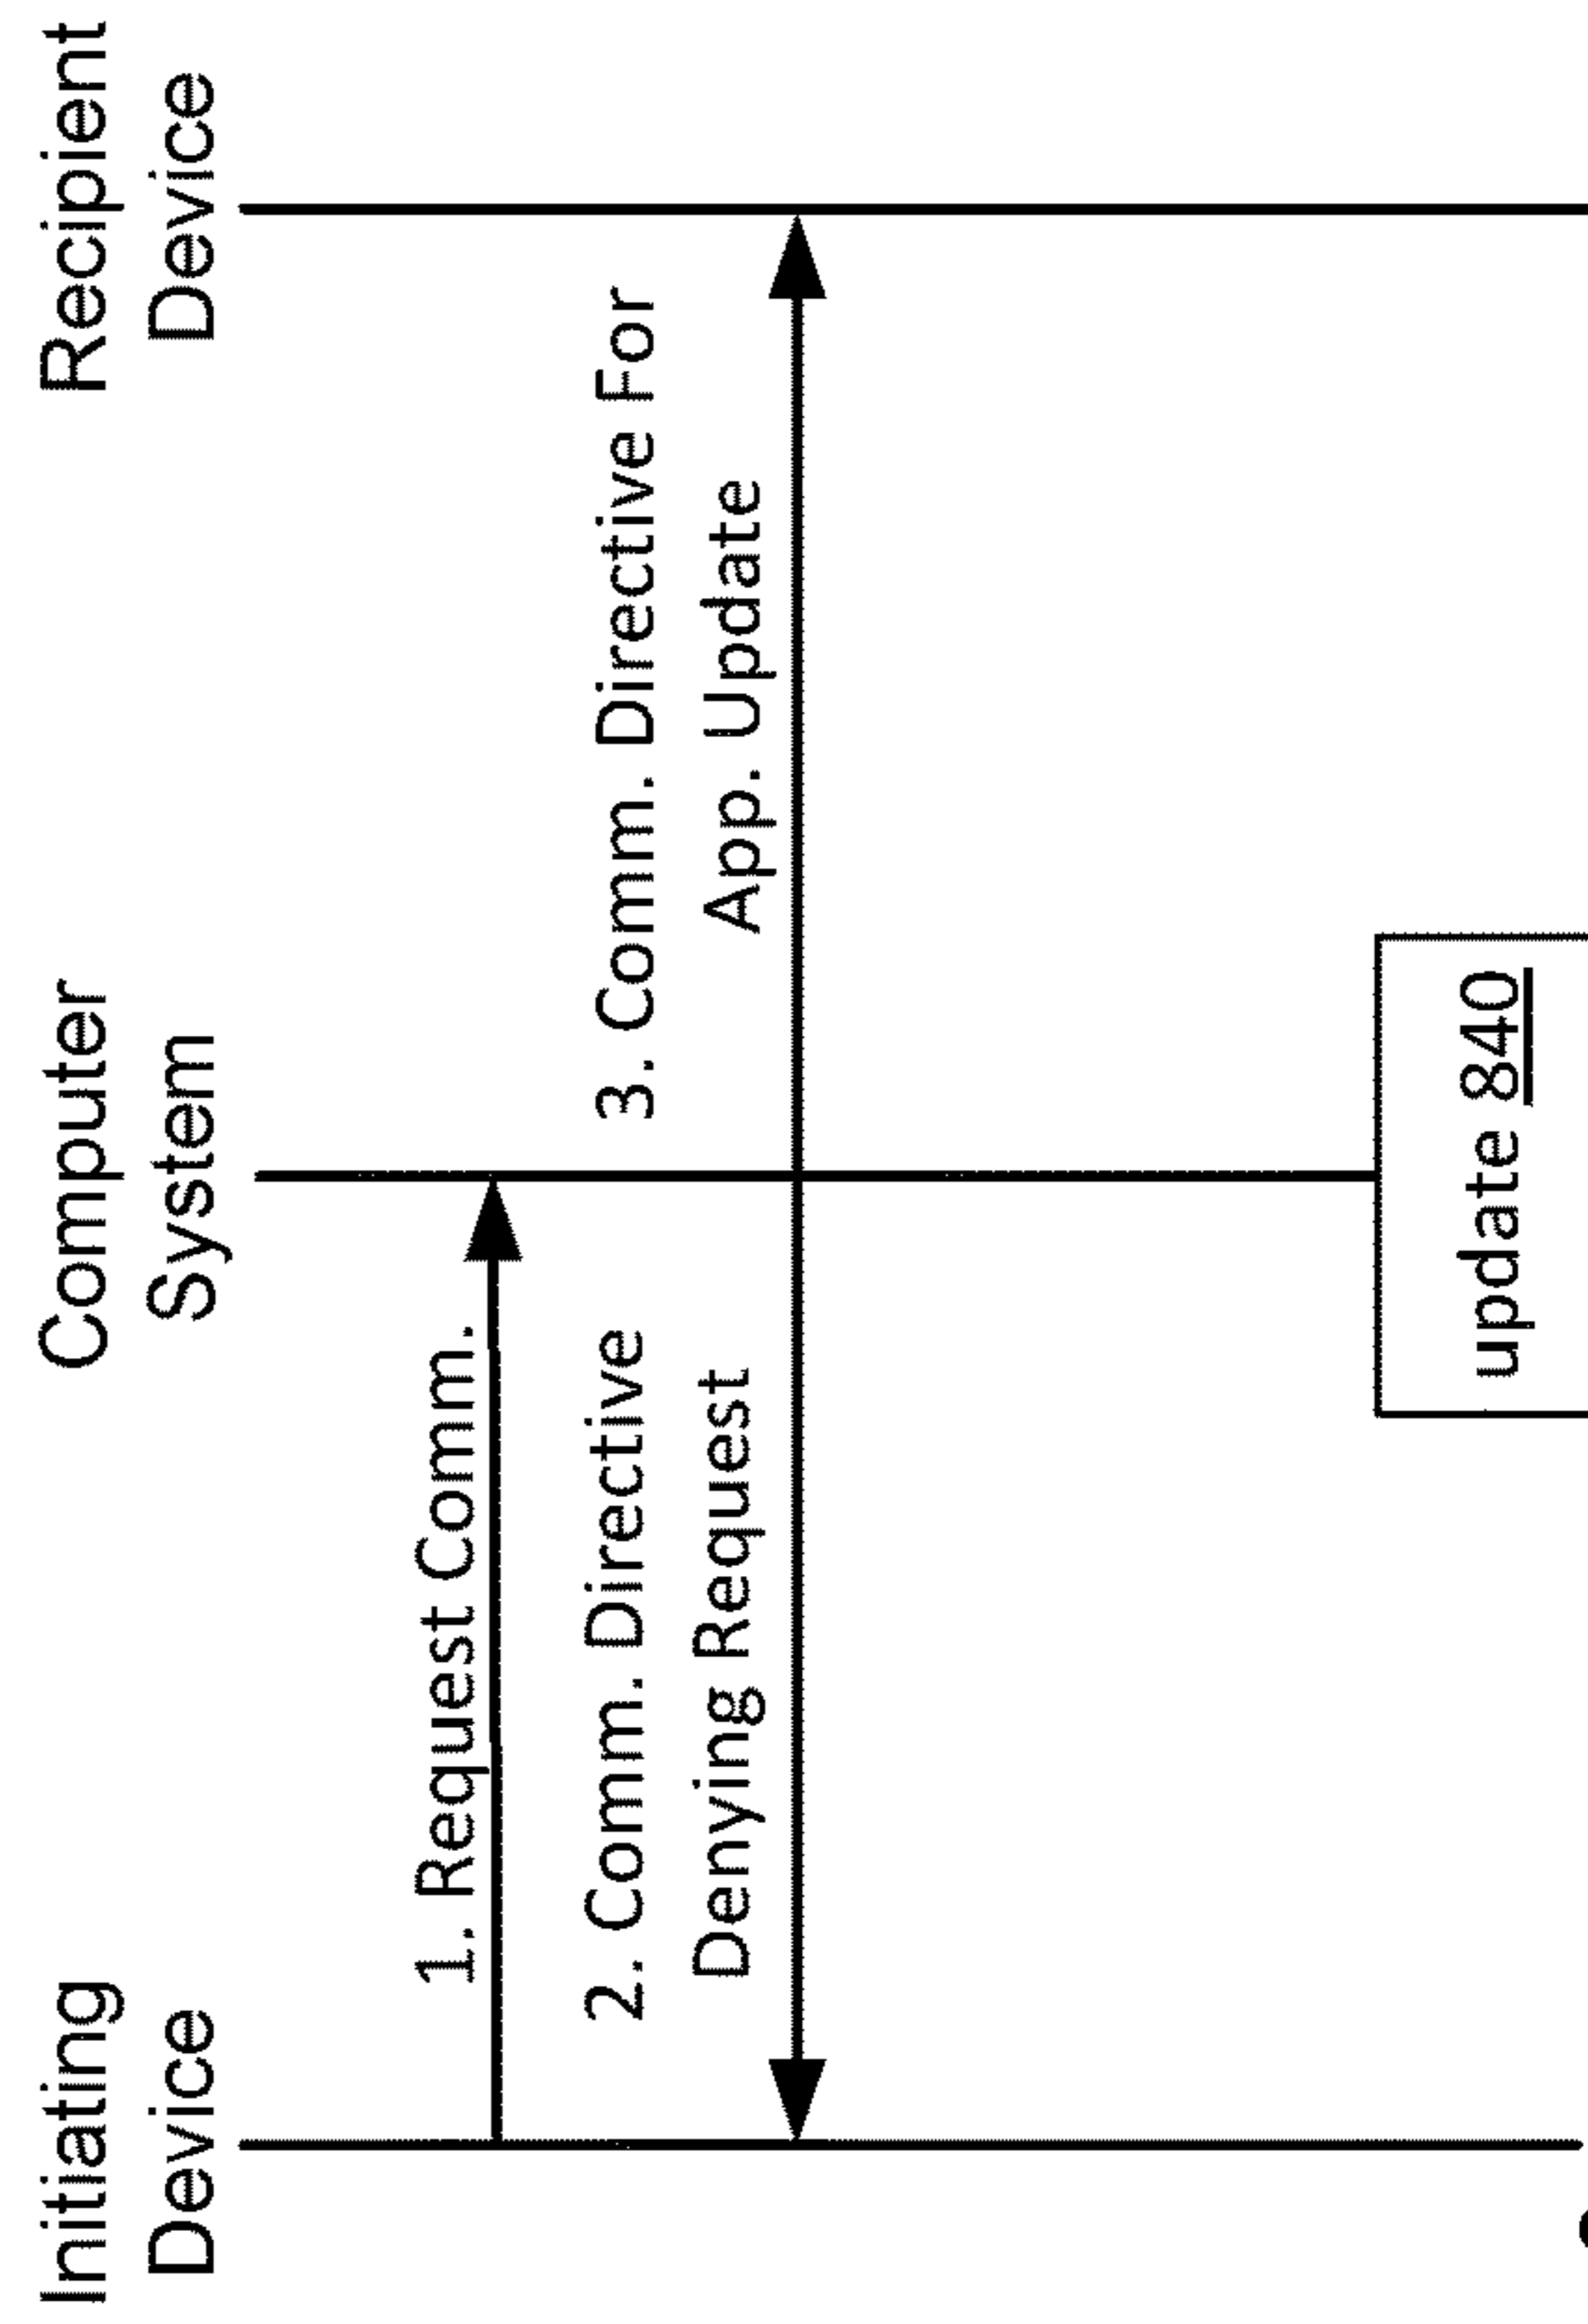 Initiating
Device
Computer
System
Recipient
Device
1. Request Comm.
2. Comm. Directive
Denying Request
3. Comm. Directive For
App. Update
update 840